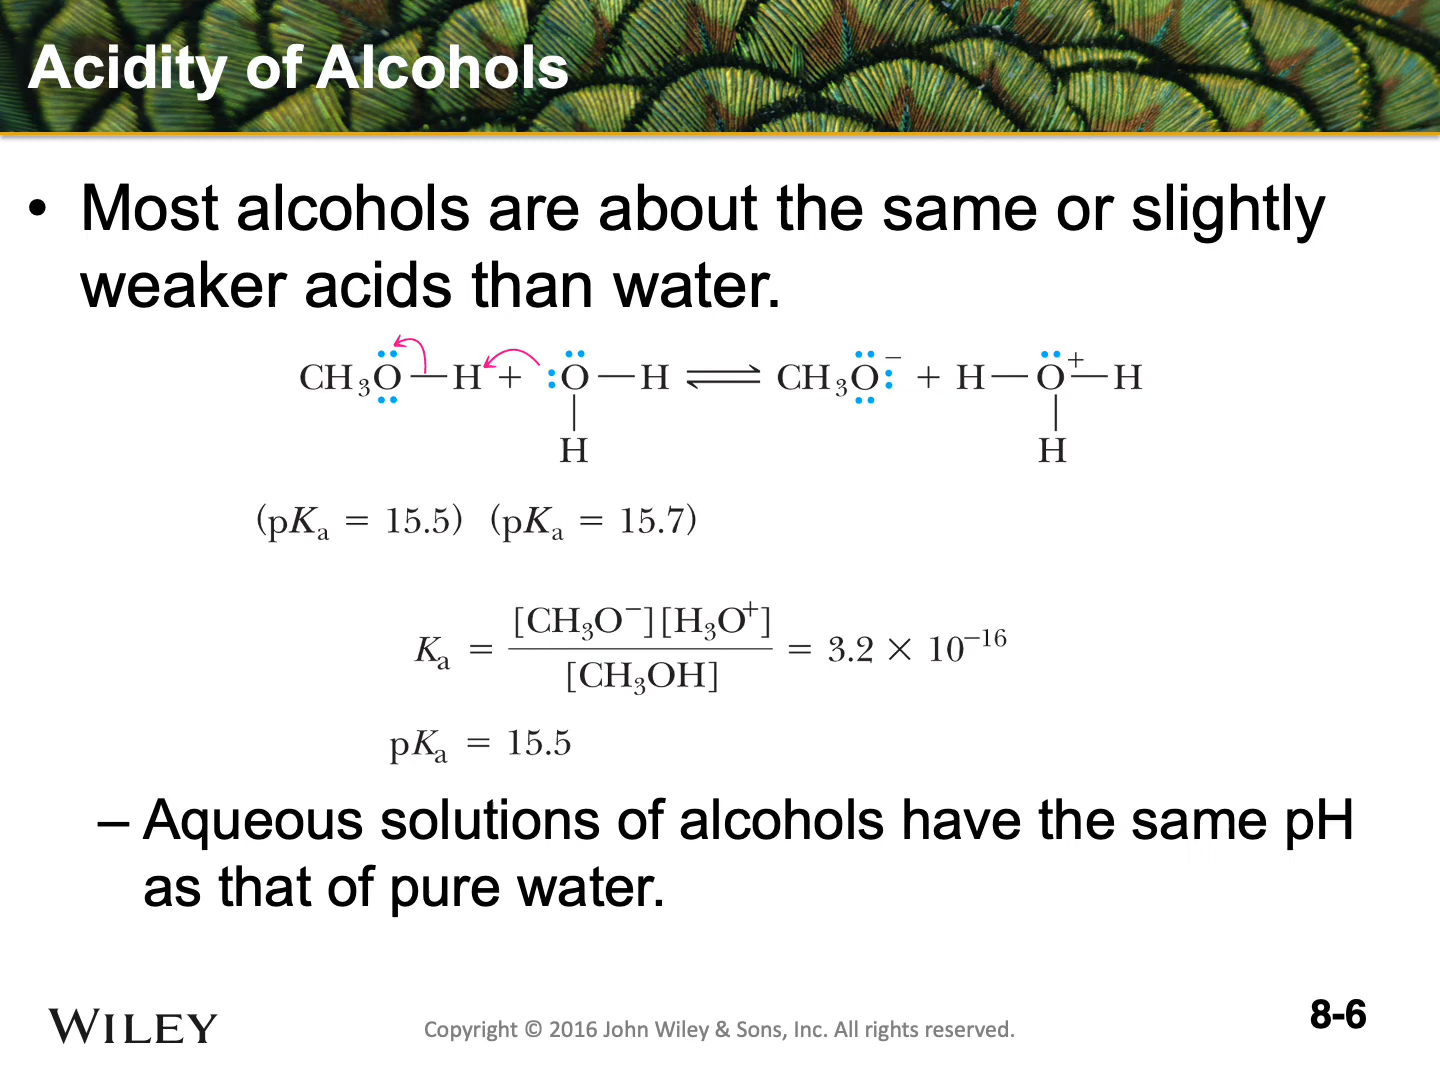 Acidity of Alcohols
• Most alcohols are about the same or slightly
weaker acids than water.
CH₃O—H + :O—H ⇌ CH₃O:⁻ + H—O⁺—H
H H
(pKₐ = 15.5) (pKₐ = 15.7)
Kₐ = [CH₃O⁻][H₃O⁺] / [CH₃OH] = 3.2 × 10⁻¹⁶
pKₐ = 15.5
– Aqueous solutions of alcohols have the same pH
as that of pure water.
WILEY
Copyright © 2016 John Wiley & Sons, Inc. All rights reserved.
8-6